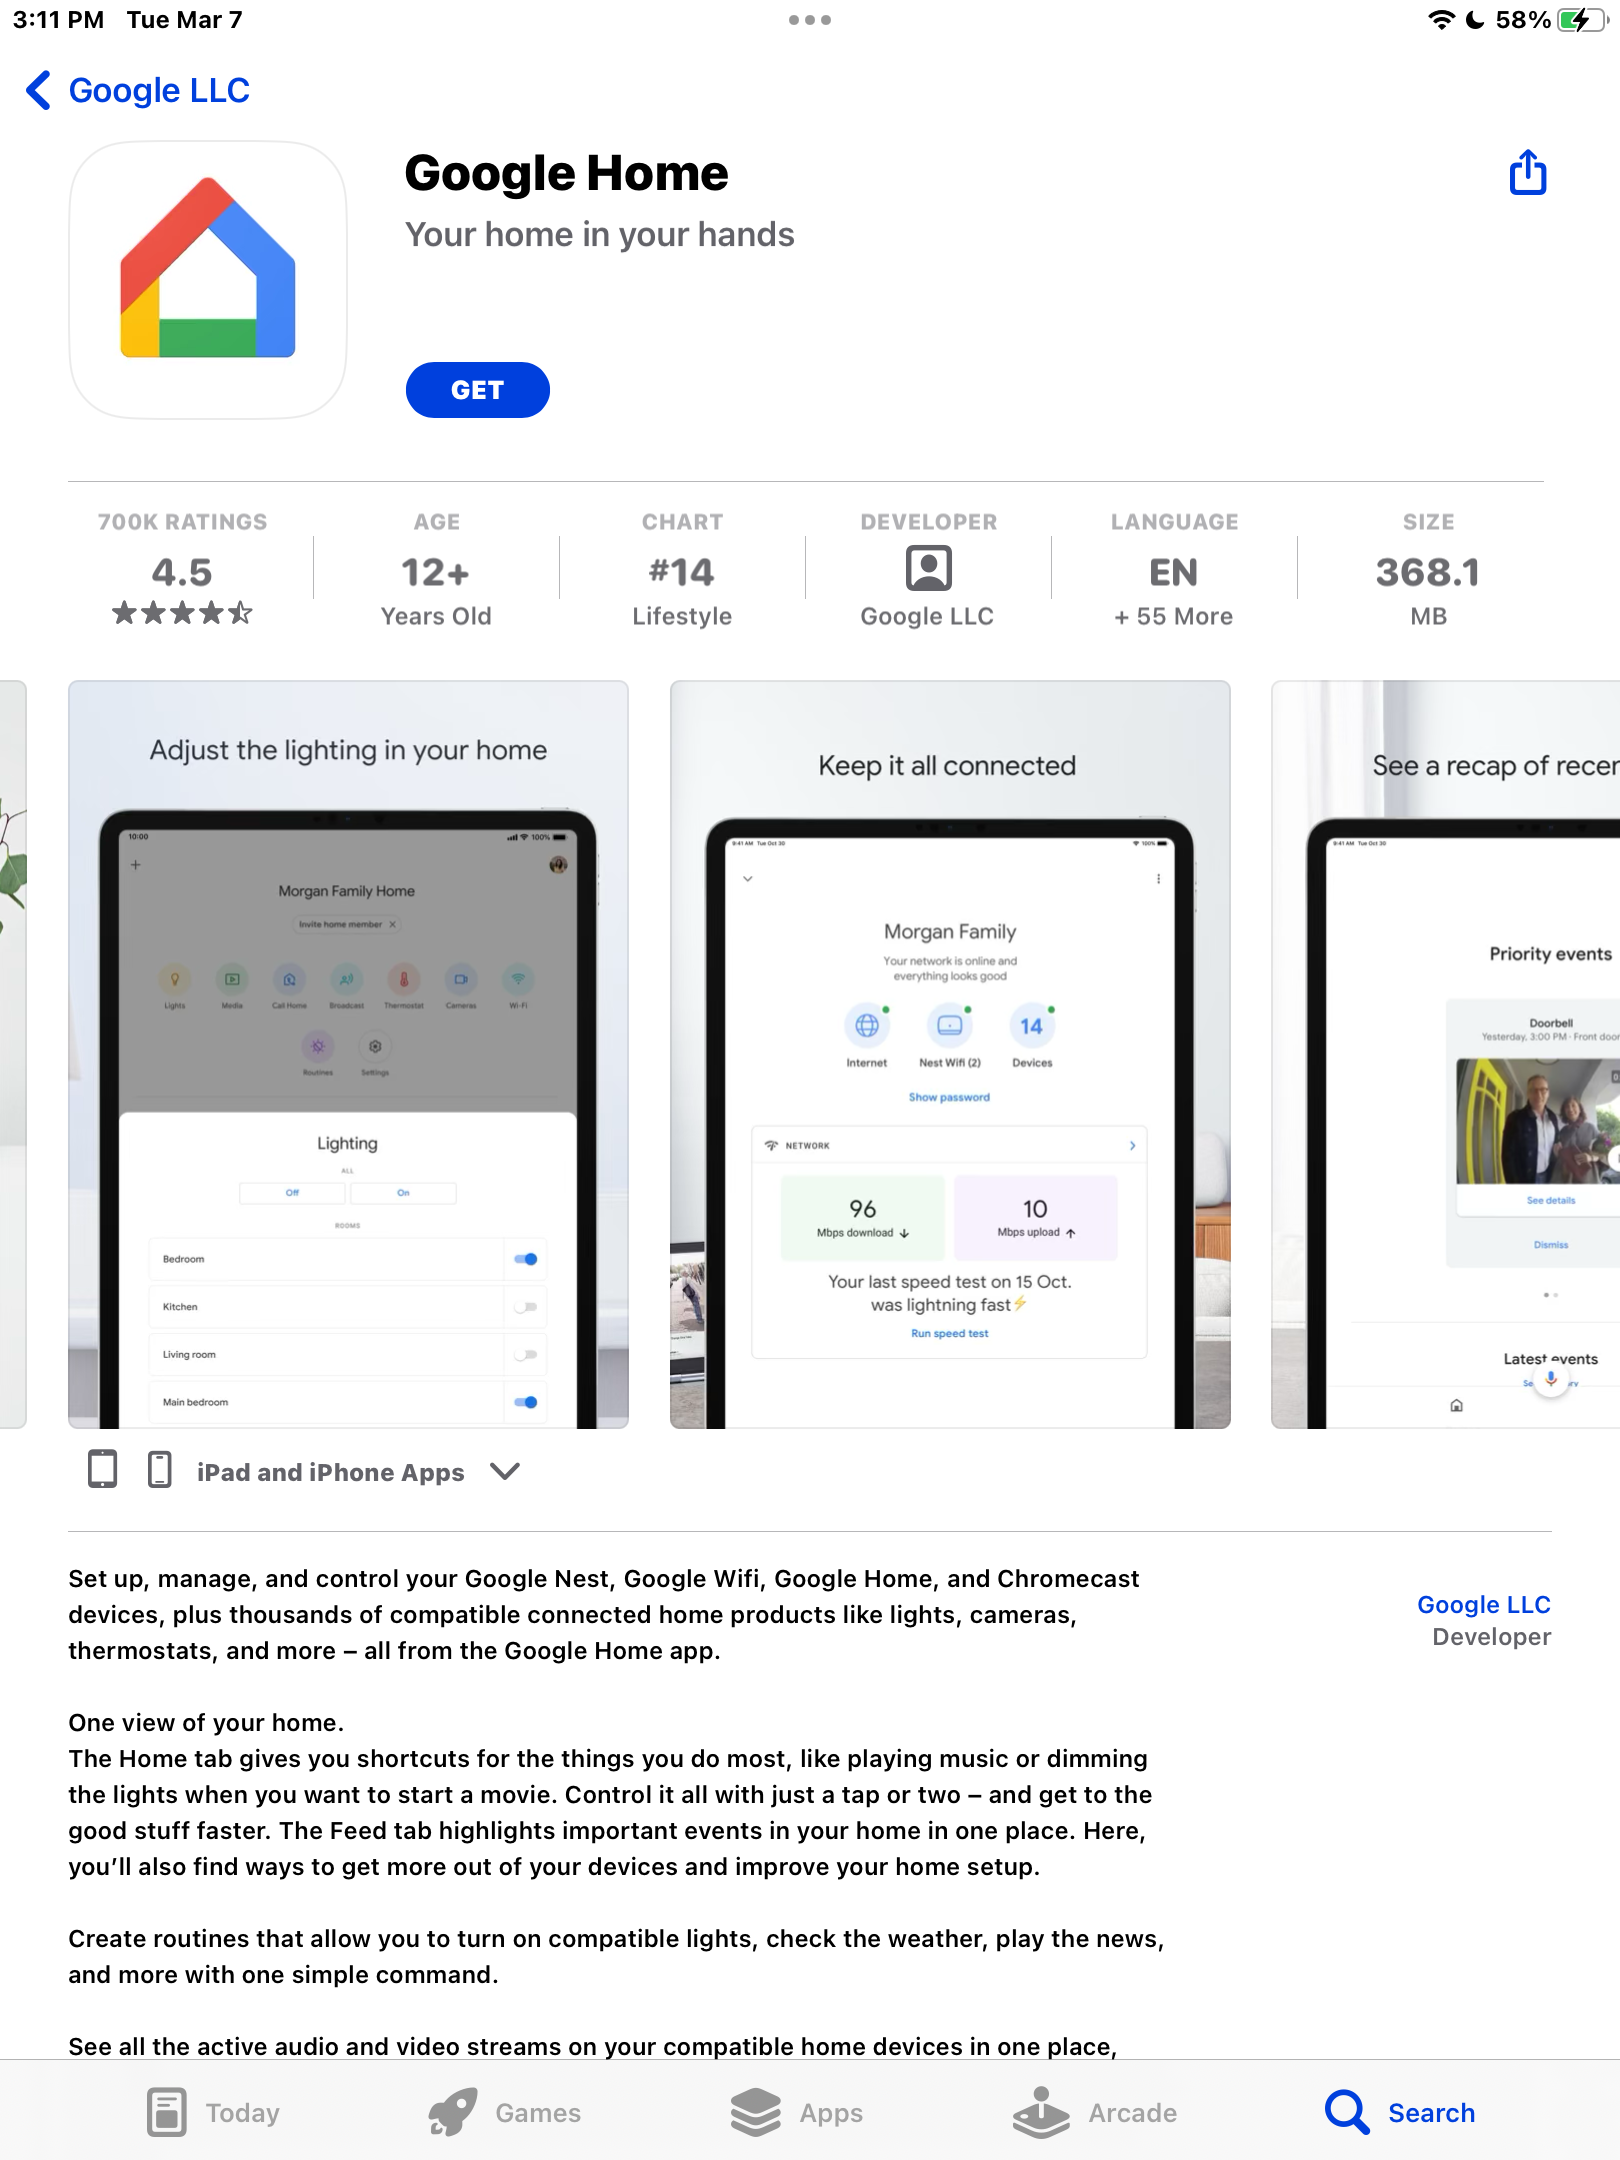 3:11 PM Tue Mar 7
58%
Google LLC
Google Home
Your home in your hands
GET
700K RATINGS
4.5
AGE
12+
Years Old
CHART
#14
Lifestyle
DEVELOPER
Google LLC
LANGUAGE
EN
+ 55 More
SIZE
368.1
MB
Adjust the lighting in your home
10:00
100%
Morgan Family Home
Invite home member
Lights
Media
Call Home
Broadcast
Thermostat
Cameras
Wi-Fi
Routines
Settings
Lighting
ALL
Off
On
ROOMS
Bedroom
Kitchen
Living room
Main bedroom
Keep it all connected
9:41 AM Tue Oct 30
100%
Morgan Family
Your network is online and
everything looks good
14
Internet
Nest Wifi (2)
Devices
Show password
NETWORK
96
Mbps download
10
Mbps upload
Your last speed test on 15 Oct.
was lightning fast⚡
Run speed test
See a recap of recer
9:41 AM Tue Oct 30
Priority events
Doorbell
Yesterday, 3:00 PM · Front door
See details
Dismiss
Latest events
iPad and iPhone Apps
Set up, manage, and control your Google Nest, Google Wifi, Google Home, and Chromecast
devices, plus thousands of compatible connected home products like lights, cameras,
thermostats, and more – all from the Google Home app.
Google LLC
Developer
One view of your home.
The Home tab gives you shortcuts for the things you do most, like playing music or dimming
the lights when you want to start a movie. Control it all with just a tap or two – and get to the
good stuff faster. The Feed tab highlights important events in your home in one place. Here,
you’ll also find ways to get more out of your devices and improve your home setup.
Create routines that allow you to turn on compatible lights, check the weather, play the news,
and more with one simple command.
See all the active audio and video streams on your compatible home devices in one place,
Today
Games
Apps
Arcade
Search